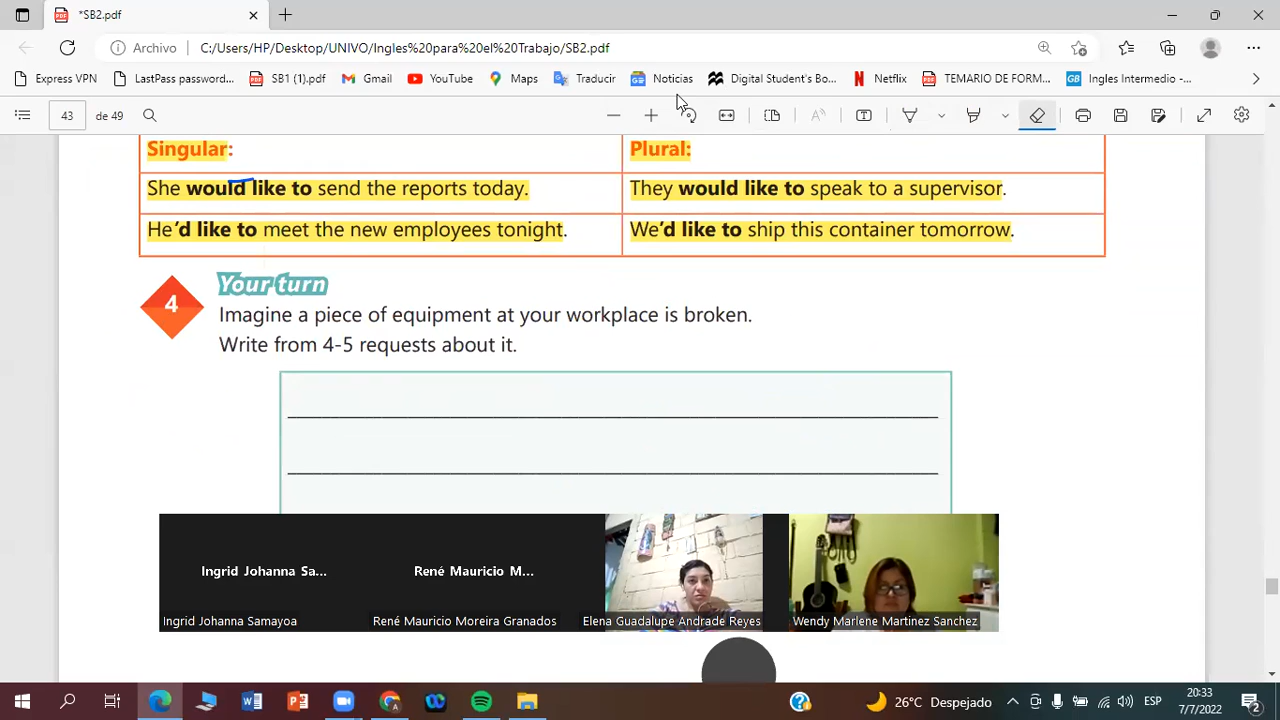 *SB2.pdf
Archivo C:/Users/HP/Desktop/UNIVO/Ingles%20para%20el%20Trabajo/SB2.pdf
Express VPN LastPass password... SB1 (1).pdf Gmail YouTube Maps Traducir Noticias Digital Student's Bo... Netflix TEMARIO DE FORM... Ingles Intermedio -...
43 de 49
Singular: Plural:
She would like to send the reports today. They would like to speak to a supervisor.
He'd like to meet the new employees tonight. We'd like to ship this container tomorrow.
4 Your turn
Imagine a piece of equipment at your workplace is broken.
Write from 4-5 requests about it.
Ingrid Johanna Sa... René Mauricio M...
Ingrid Johanna Samayoa René Mauricio Moreira Granados Elena Guadalupe Andrade Reyes Wendy Marlene Martinez Sanchez
26°C Despejado ESP 20:33
7/7/2022 2